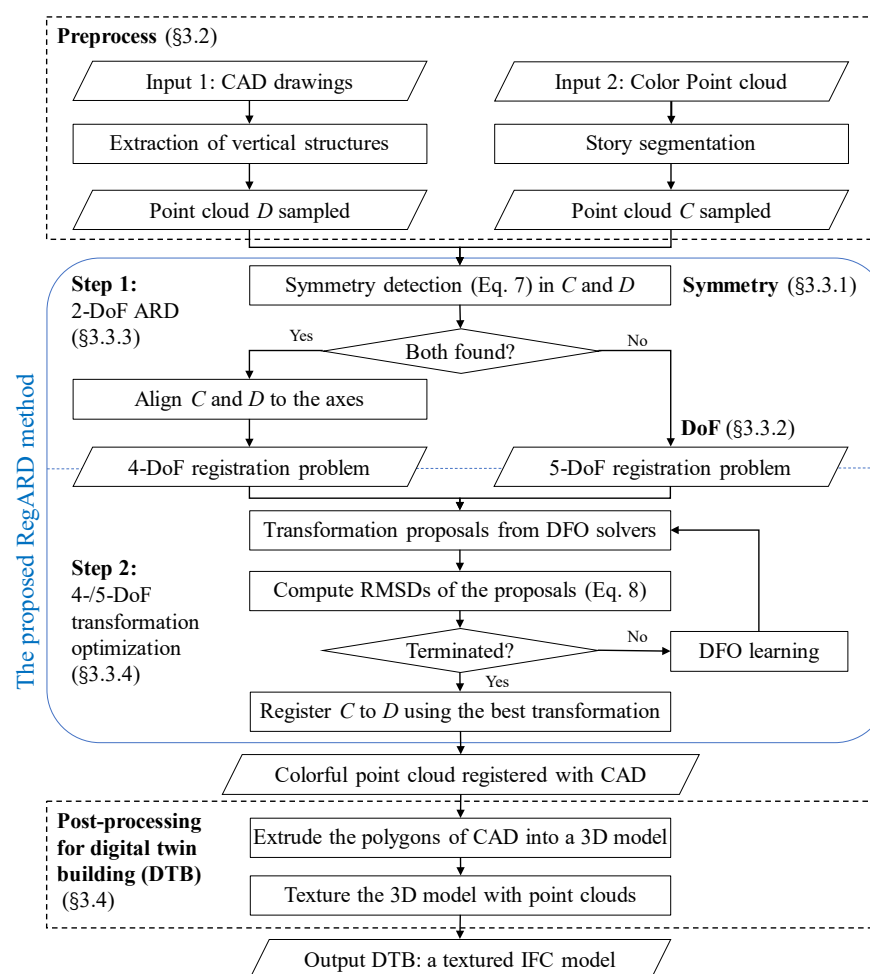 Preprocess (§3.2)
Input 1: CAD drawings
Input 2: Color Point cloud
Extraction of vertical structures
Story segmentation
Point cloud D sampled
Point cloud C sampled
The proposed RegARD method
Step 1:
2-DoF ARD
(§3.3.3)
Symmetry detection (Eq. 7) in C and D
Symmetry (§3.3.1)
Yes
Both found?
No
Align C and D to the axes
DoF (§3.3.2)
4-DoF registration problem
5-DoF registration problem
Transformation proposals from DFO solvers
Step 2:
4-/5-DoF
transformation
optimization
(§3.3.4)
Compute RMSDs of the proposals (Eq. 8)
Terminated?
No
DFO learning
Yes
Register C to D using the best transformation
Colorful point cloud registered with CAD
Post-processing
for digital twin
building (DTB)
(§3.4)
Extrude the polygons of CAD into a 3D model
Texture the 3D model with point clouds
Output DTB: a textured IFC model